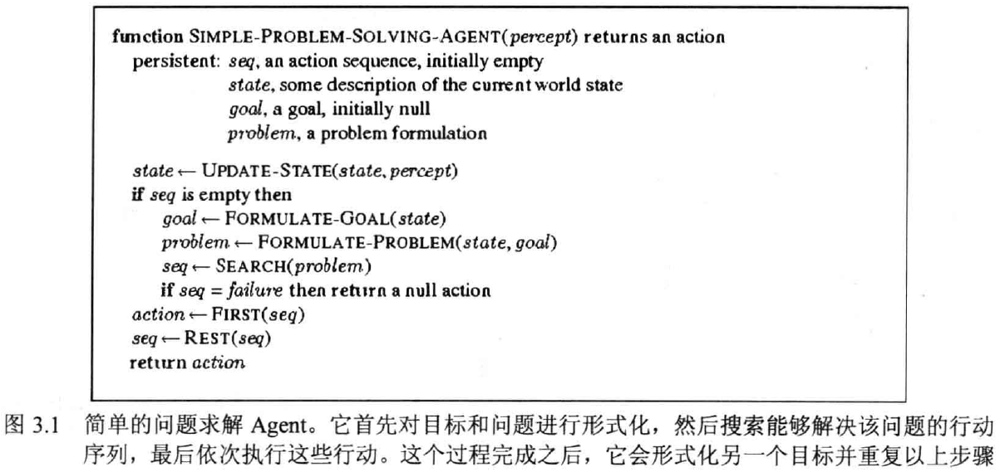 function SIMPLE-PROBLEM-SOLVING-AGENT(percept) returns an action
persistent: seq, an action sequence, initially empty
state, some description of the current world state
goal, a goal, initially null
problem, a problem formulation
state ← UPDATE-STATE(state, percept)
if seq is empty then
goal ← FORMULATE-GOAL(state)
problem ← FORMULATE-PROBLEM(state, goal)
seq ← SEARCH(problem)
if seq = failure then return a null action
action ← FIRST(seq)
seq ← REST(seq)
return action
图 3.1 简单的问题求解 Agent。它首先对目标和问题进行形式化，然后搜索能够解决该问题的行动
序列，最后依次执行这些行动。这个过程完成之后，它会形式化另一个目标并重复以上步骤